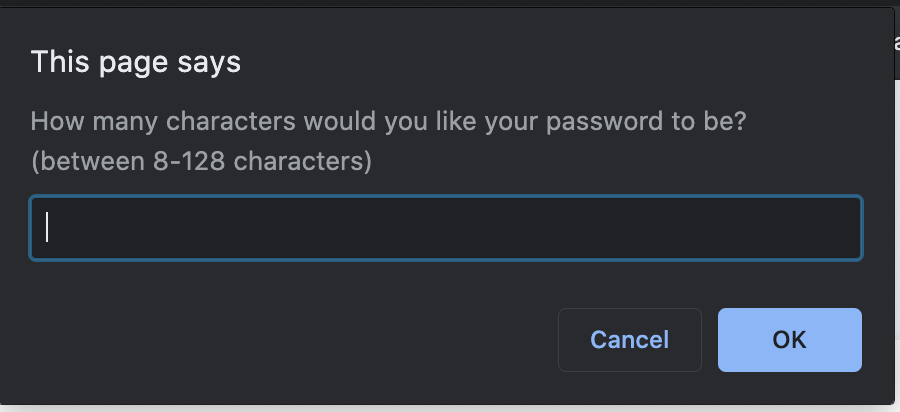 This page says
How many characters would you like your password to be?
(between 8-128 characters)
Cancel
OK